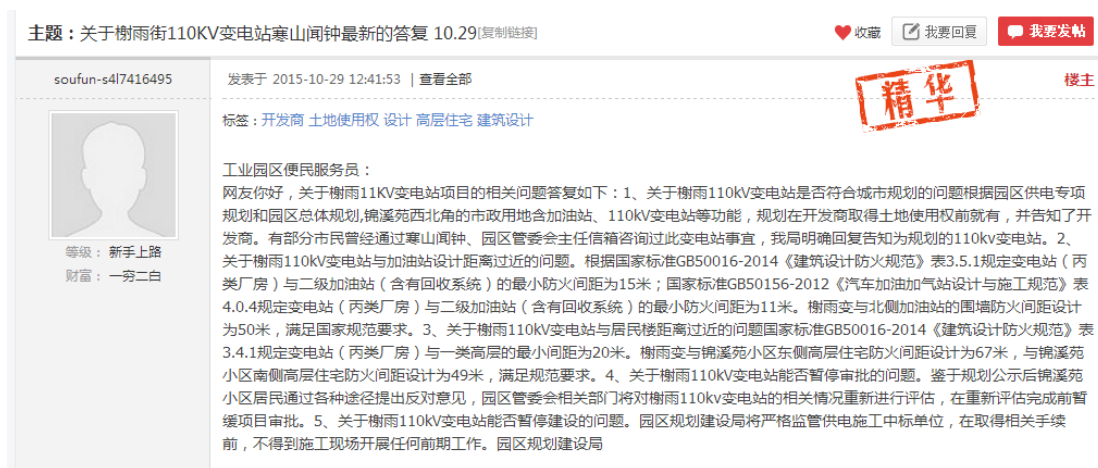 主题：关于榭雨街110KV变电站寒山闻钟最新的答复 10.29[复制链接]
收藏
我要回复
我要发帖
soufun-s4l7416495
发表于 2015-10-29 12:41:53 | 查看全部
精华
楼主
标签：开发商 土地使用权 设计 高层住宅 建筑设计
等级： 新手上路
财富： 一穷二白
工业园区便民服务员：
网友你好，关于榭雨11KV变电站项目的相关问题答复如下：1、关于榭雨110kV变电站是否符合城市规划的问题根据园区供电专项
规划和园区总体规划,锦溪苑西北角的市政用地含加油站、110kV变电站等功能，规划在开发商取得土地使用权前就有，并告知了开
发商。有部分市民曾经通过寒山闻钟、园区管委会主任信箱咨询过此变电站事宜，我局明确回复告知为规划的110kv变电站。2、
关于榭雨110kV变电站与加油站设计距离过近的问题。根据国家标准GB50016-2014《建筑设计防火规范》表3.5.1规定变电站（丙
类厂房）与二级加油站（含有回收系统）的最小防火间距为15米；国家标准GB50156-2012《汽车加油加气站设计与施工规范》表
4.0.4规定变电站（丙类厂房）与二级加油站（含有回收系统）的最小防火间距为11米。榭雨变与北侧加油站的围墙防火间距设计
为50米，满足国家规范要求。3、关于榭雨110kV变电站与居民楼距离过近的问题国家标准GB50016-2014《建筑设计防火规范》表
3.4.1规定变电站（丙类厂房）与一类高层的最小间距为20米。榭雨变与锦溪苑小区东侧高层住宅防火间距设计为67米，与锦溪苑
小区南侧高层住宅防火间距设计为49米，满足规范要求。4、关于榭雨110kV变电站能否暂停审批的问题。鉴于规划公示后锦溪苑
小区居民通过各种途径提出反对意见，园区管委会相关部门将对榭雨110kv变电站的相关情况重新进行评估，在重新评估完成前暂
缓项目审批。5、关于榭雨110KV变电站能否暂停建设的问题。园区规划建设局将严格监管供电施工中标单位，在取得相关手续
前，不得到施工现场开展任何前期工作。园区规划建设局